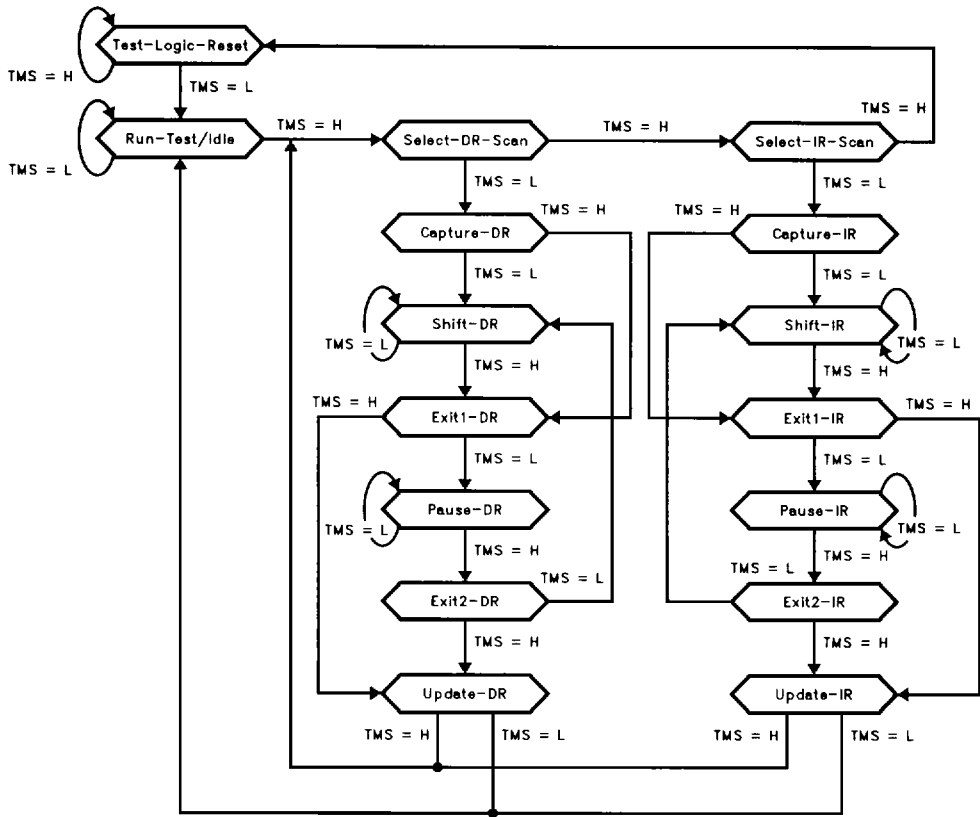 Test-Logic-Reset
TMS = H
TMS = L
Run-Test/Idle
TMS = H
Select-DR-Scan
TMS = H
Select-IR-Scan
TMS = H
TMS = L
TMS = L
TMS = L
TMS = H
TMS = H
Capture-DR
Capture-IR
TMS = L
TMS = L
Shift-DR
Shift-IR
TMS = L
TMS = L
TMS = H
TMS = H
TMS = H
Exit1-DR
Exit1-IR
TMS = H
TMS = L
TMS = L
Pause-DR
Pause-IR
TMS = L
TMS = L
TMS = H
TMS = H
TMS = L
TMS = L
Exit2-DR
Exit2-IR
TMS = H
TMS = H
Update-DR
Update-IR
TMS = H
TMS = L
TMS = H
TMS = L